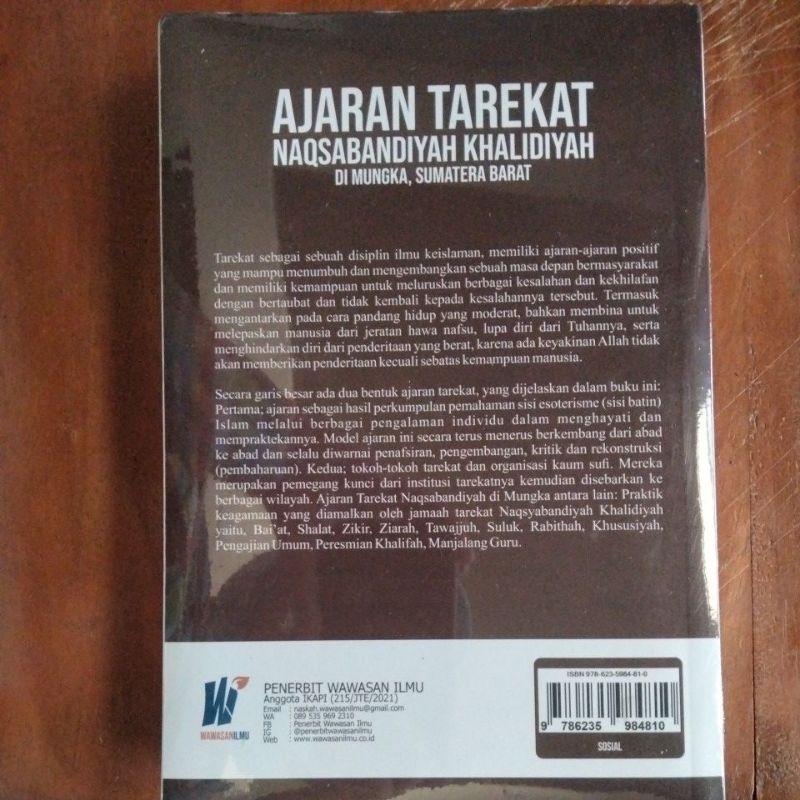 AJARAN TAREKAT
NAQSABANDIYAH KHALIDIYAH
DI MUNGKA, SUMATERA BARAT
Tarekat sebagai sebuah disiplin ilmu keislaman, memiliki ajaran-ajaran positif
yang mampu menumbuh dan mengembangkan sebuah masa depan bermasyarakat
dan memiliki kemampuan untuk meluruskan berbagai kesalahan dan kekhilafan
dengan bertaubat dan tidak kembali kepada kesalahannya tersebut. Termasuk
mengantarkan pada cara pandang hidup yang moderat, bahkan membina untuk
melepaskan manusia dari jeratan hawa nafsu, lupa diri dari Tuhannya, serta
menghindarkan diri dari penderitaan yang berat, karena ada keyakinan Allah tidak
akan memberikan penderitaan kecuali sebatas kemampuan manusia.
Secara garis besar ada dua bentuk ajaran tarekat, yang dijelaskan dalam buku ini:
Pertama; ajaran sebagai hasil perkumpulan pemahaman sisi esoterisme (sisi batin)
Islam melalui berbagai pengalaman individu dalam menghayati dan
mempraktekannya. Model ajaran ini secara terus menerus berkembang dari abad
ke abad dan selalu diwarnai penafsiran, pengembangan, kritik dan rekonstruksi
(pembaharuan). Kedua; tokoh-tokoh tarekat dan organisasi kaum sufi. Mereka
merupakan pemegang kunci dari institusi tarekatnya kemudian disebarkan ke
berbagai wilayah. Ajaran Tarekat Naqsabandiyah di Mungka antara lain: Praktik
keagamaan yang diamalkan oleh jamaah tarekat Naqsyabandiyah Khalidiyah
yaitu, Bai'at, Shalat, Zikir, Ziarah, Tawajjuh, Suluk, Rabithah, Khususiyah,
Pengajian Umum, Peresmian Khalifah, Manjalang Guru.
WAWASANILMU
PENERBIT WAWASAN ILMU
Anggota IKAPI (215/JTE/2021)
Email : naskah.wawasanilmu@gmail.com
WA : 089 535 969 2310
FB : Penerbit Wawasan Ilmu
IG : @penerbitwawasanilmu
Web : www.wawasanilmu.co.id
ISBN 978-623-5984-81-0
9 786235 984810
SOSIAL